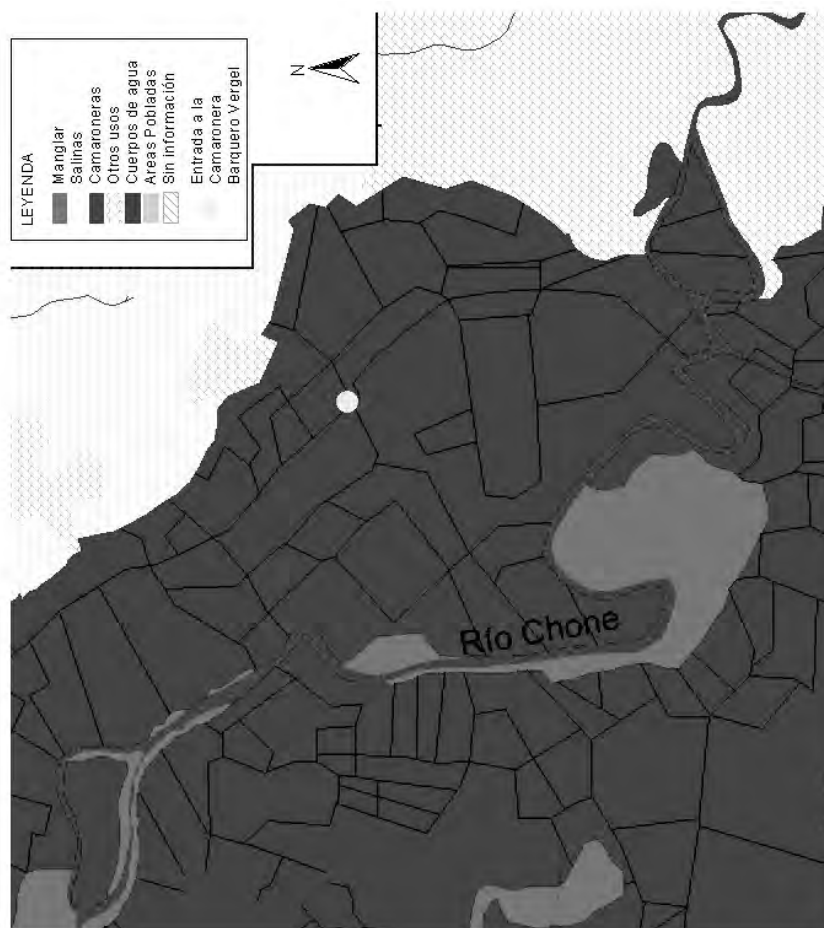 LEYENDA
Manglar
Salinas
Camaroneras
Otros usos
Cuerpos de agua
Areas Pobladas
Sin información
Entrada a la
Camaronera
Barquero Vergel
N
Río Chone